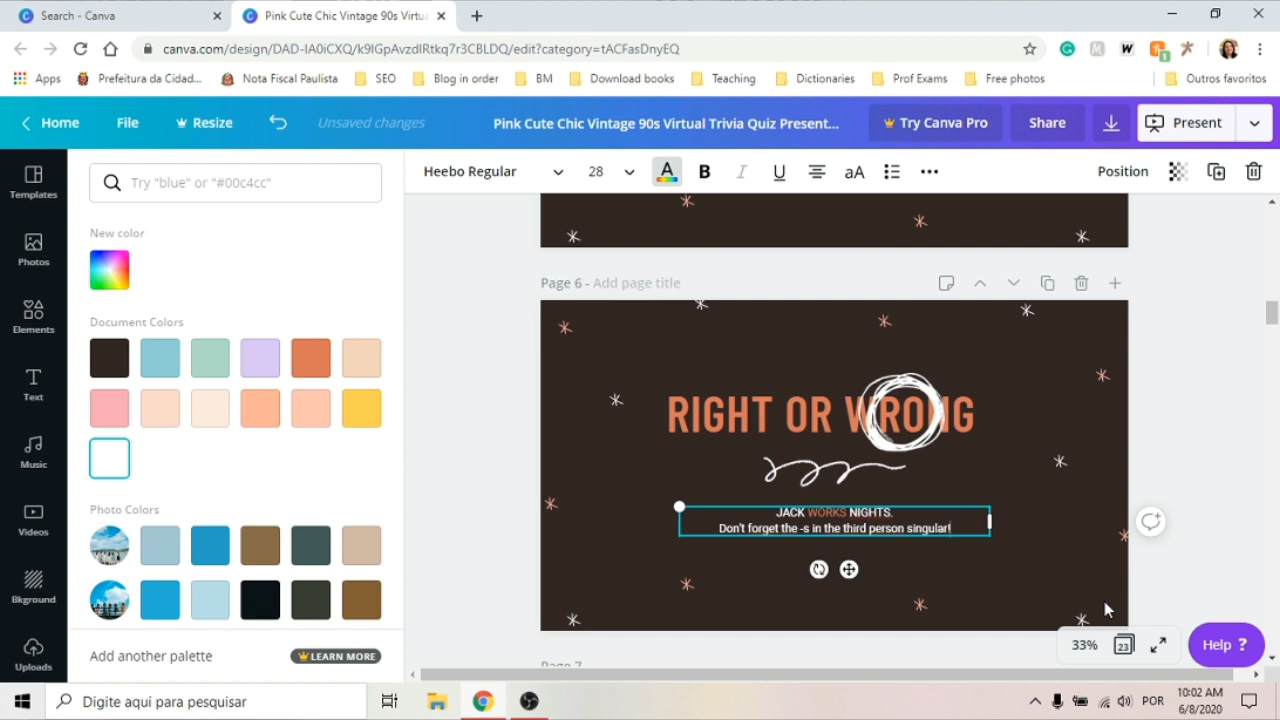 Search - Canva
Pink Cute Chic Vintage 90s Virtu
canva.com/design/DAD-IA0iCXQ/k9lGpAvzdlRtkq7r3CBLDQ/edit?category=tACFasDnyEQ
Apps
Prefeitura da Cidad...
Nota Fiscal Paulista
SEO
Blog in order
BM
Download books
Teaching
Dictionaries
Prof Exams
Free photos
Outros favoritos
Home
File
Resize
Unsaved changes
Pink Cute Chic Vintage 90s Virtual Trivia Quiz Present...
Try Canva Pro
Share
Present
Templates
Photos
Elements
Text
Music
Videos
Bkground
Uploads
Try "blue" or "#00c4cc"
New color
Document Colors
Photo Colors
Add another palette
LEARN MORE
Heebo Regular
28
A
B
I
U
aA
Position
Page 6 - Add page title
RIGHT OR WRONG
JACK WORKS NIGHTS.
Don't forget the -s in the third person singular!
Page 7
33%
23
Help ?
Digite aqui para pesquisar
POR
10:02 AM
6/8/2020